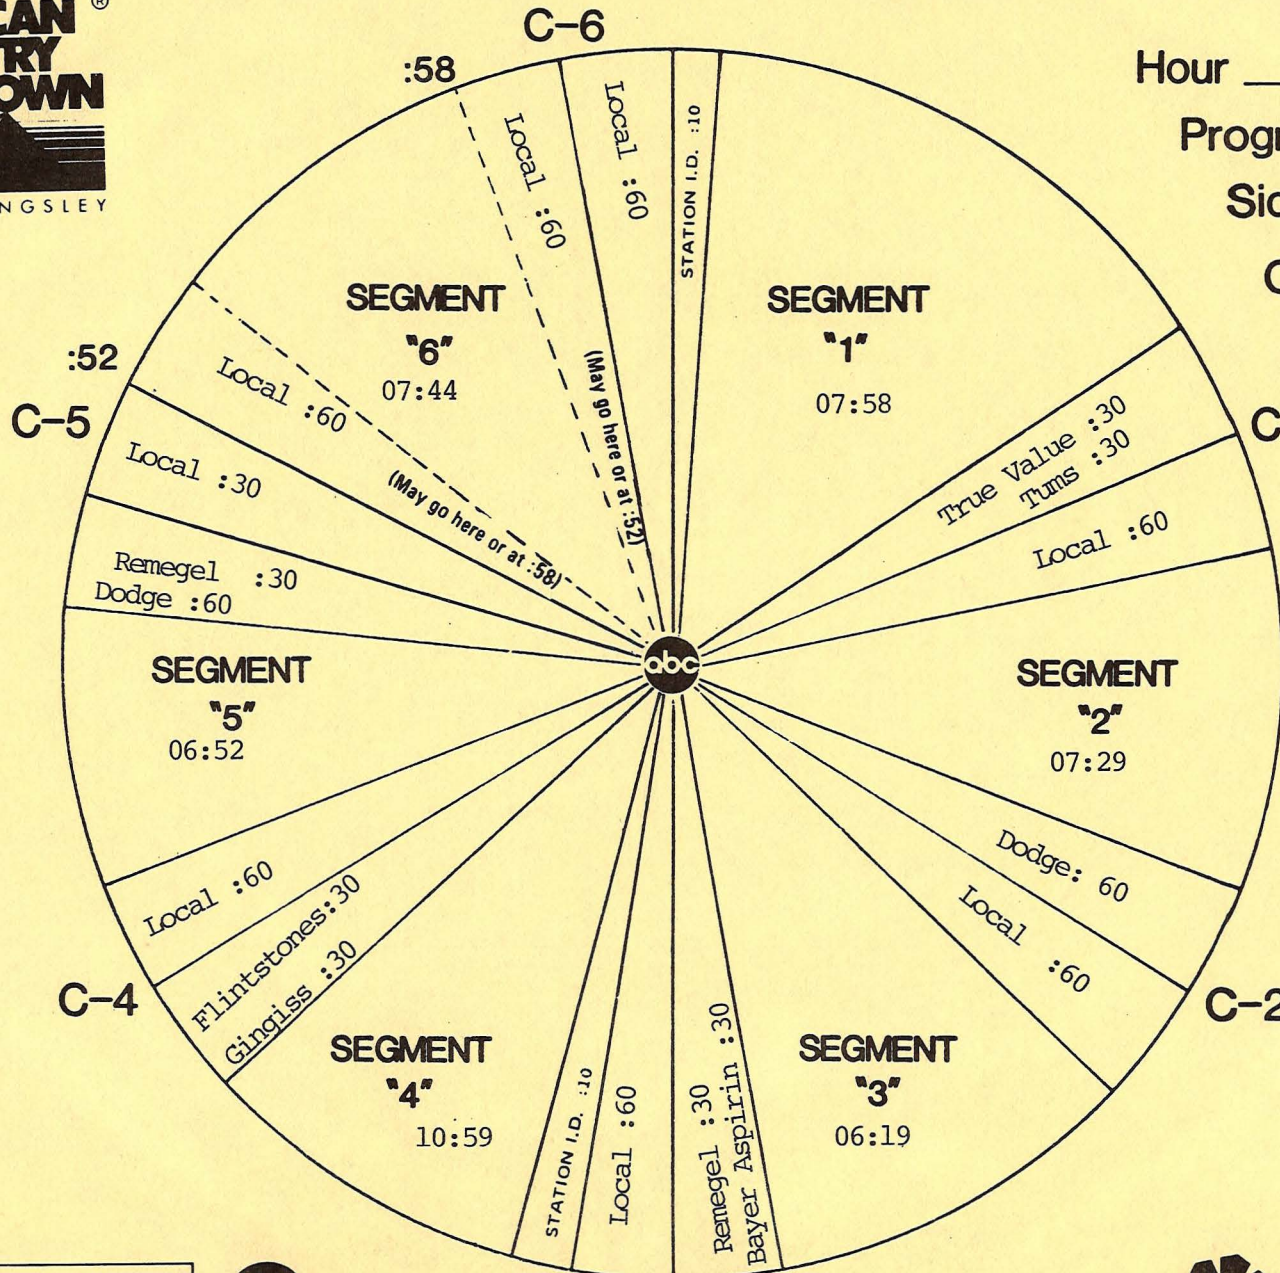 C-6
:58
Hour
NGSLEY
Local :60
Local :60
STATION I.D. :10
(May go here or at :52)
SEGMENT
"1"
07:58
True Value :30
Tums :30
Local :60
SEGMENT
"2"
07:29
Dodge: 60
Local :60
C-2
SEGMENT
"3"
06:19
Remegel :30
Bayer Aspirin :30
Local :60
STATION I.D. :10
SEGMENT
"4"
10:59
Flintstones:30
Gingiss :30
C-4
Local :60
SEGMENT
"5"
06:52
Remegel :30
Dodge :60
Local :30
C-5
:52
Local :60
(May go here or at :58)
SEGMENT
"6"
07:44
abc